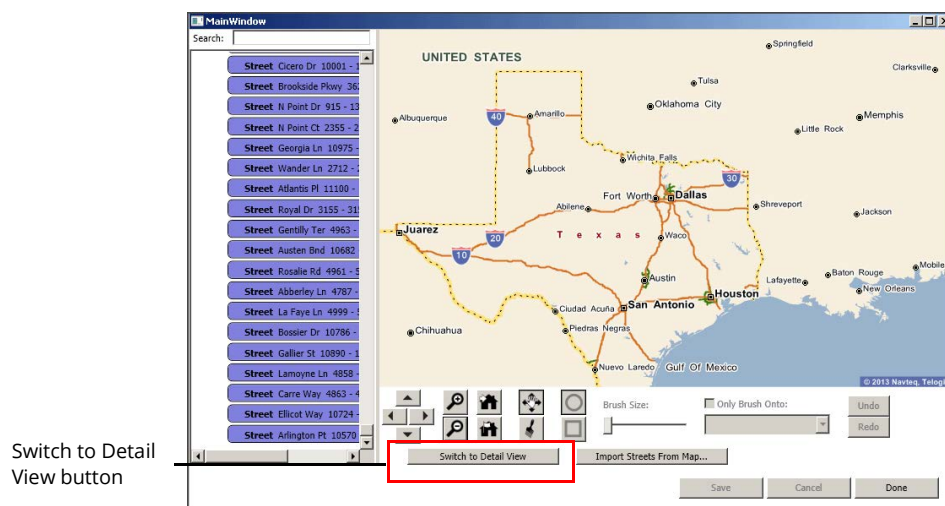 MainWindow
Search:
Street Cicero Dr 10001 - 1
Street Brookside Pkwy 36
Street N Point Dr 915 - 13
Street N Point Ct 2355 - 2
Street Georgia Ln 10975 -
Street Wander Ln 2712 -
Street Atlantis Pl 11100 -
Street Royal Dr 3155 - 31
Street Gentilly Ter 4963 -
Street Austen Bnd 10682
Street Rosalie Rd 4961 - 5
Street Abberley Ln 4787 -
Street La Faye Ln 4999 -
Street Bossier Dr 10786 -
Street Gallier St 10890 - 1
Street Lamoyne Ln 4858 -
Street Carre Way 4863 - 4
Street Ellicot Way 10724 -
Street Arlington Pt 10570
UNITED STATES
Springfield
Clarksville
Tulsa
Oklahoma City
Memphis
Albuquerque
40
Amarillo
Little Rock
Wichita Falls
Lubbock
30
Fort Worth
Dallas
Abilene
Shreveport
Jackson
Juarez
20
Texas
Waco
10
Austin
Lafayette
Baton Rouge
Mobile
New Orleans
Houston
San Antonio
Ciudad Acuña
Chihuahua
Piedras Negras
Nuevo Laredo
Gulf Of Mexico
© 2013 Navteq, Telogi
Brush Size:
Only Brush Onto:
Undo
Redo
Switch to Detail View
Import Streets From Map...
Save
Cancel
Done
Switch to Detail
View button